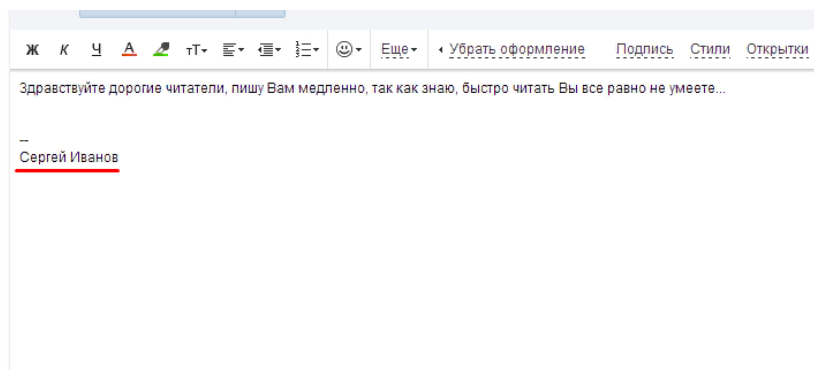 Ж К Ч А тТ Еще Убрать оформление Подпись Стили Открытки
Здравствуйте дорогие читатели, пишу Вам медленно, так как знаю, быстро читать Вы все равно не умеете...
--
Сергей Иванов